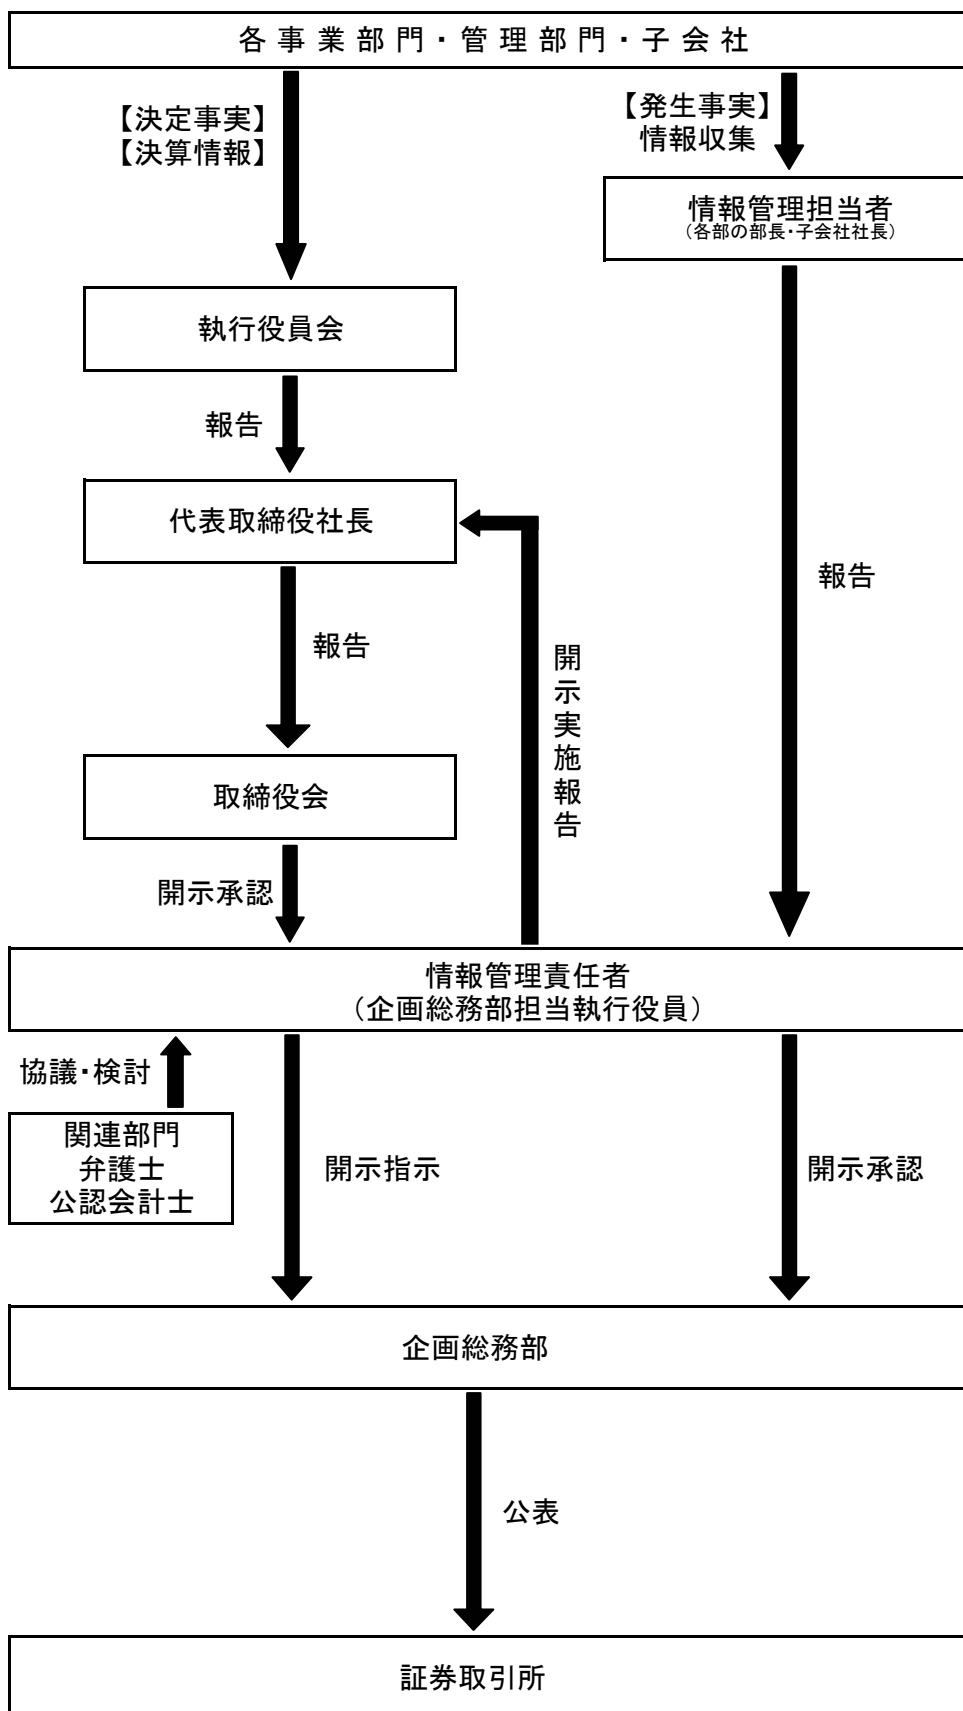 各事業部門・管理部門・子会社
【決定事実】
【決算情報】
【発生事実】
情報収集
情報管理担当者
（各部の部長・子会社社長）
執行役員会
報告
代表取締役社長
報告
報告
開示実施報告
取締役会
開示承認
情報管理責任者
（企画総務部担当執行役員）
協議・検討
関連部門
弁護士
公認会計士
開示指示
開示承認
企画総務部
公表
証券取引所